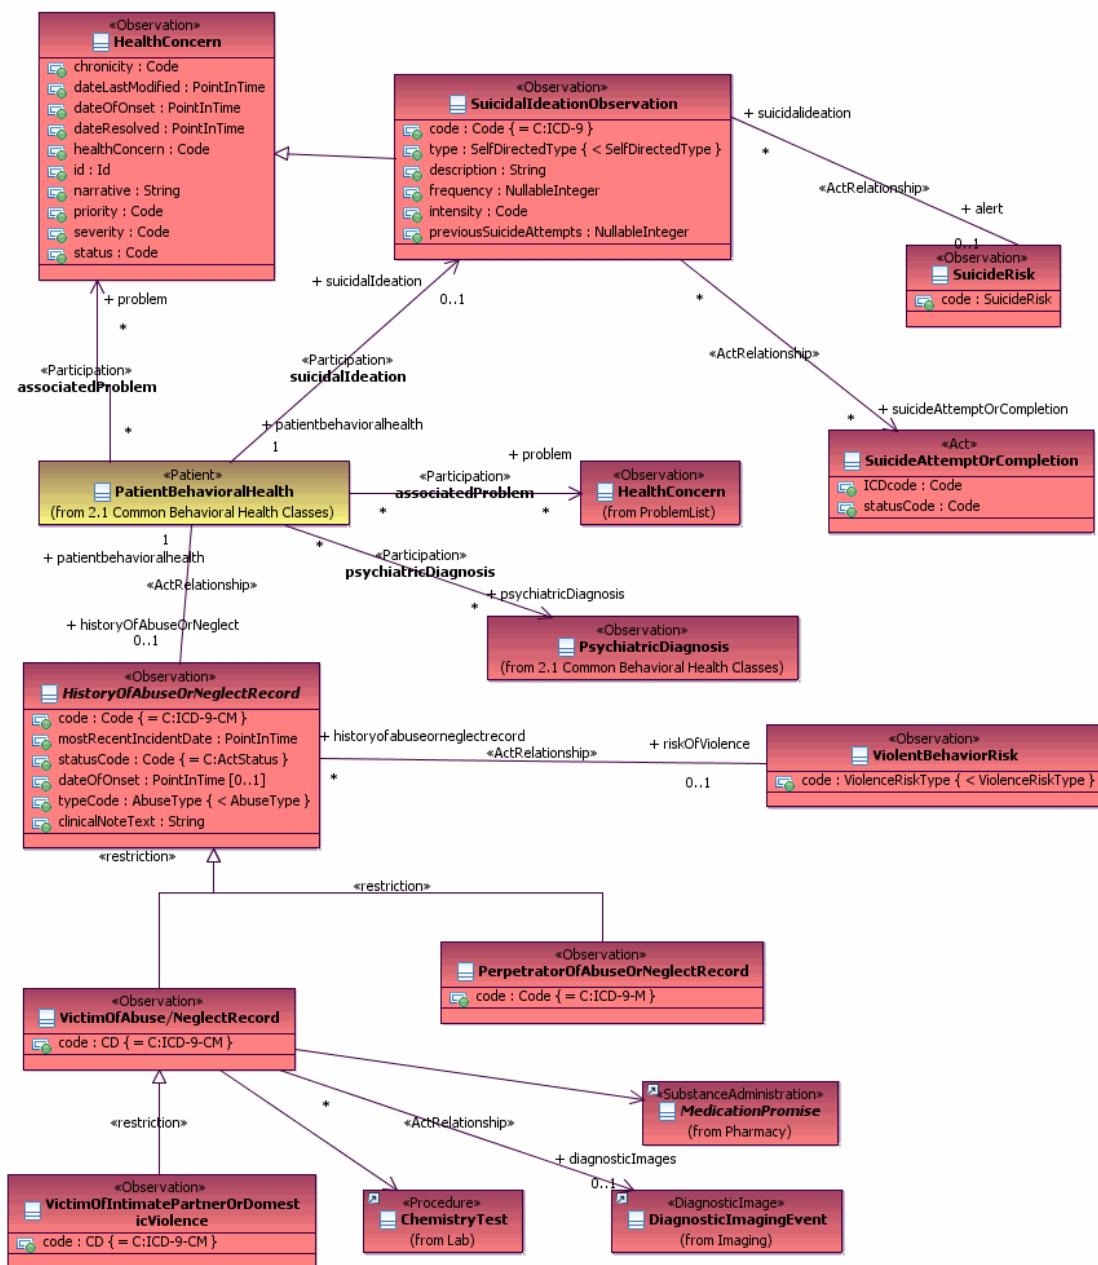 «Observation»
HealthConcern
chronicity : Code
dateLastModified : PointInTime
dateOfOnset : PointInTime
dateResolved : PointInTime
healthConcern : Code
id : Id
narrative : String
priority : Code
severity : Code
status : Code
«Observation»
SuicidalIdeationObservation
code : Code { = C:ICD-9 }
type : SelfDirectedType { < SelfDirectedType }
description : String
frequency : NullableInteger
intensity : Code
previousSuicideAttempts : NullableInteger
+ suicidalideation
*
«ActRelationship»
+ alert
0..1
«Observation»
SuicideRisk
code : SuicideRisk
+ problem
*
«Participation»
associatedProblem
*
+ suicidalIdeation
0..1
«Participation»
suicidalIdeation
+ patientbehavioralhealth
1
*
«ActRelationship»
+ suicideAttemptOrCompletion
*
«Act»
SuicideAttemptOrCompletion
ICDcode : Code
statusCode : Code
«Patient»
PatientBehavioralHealth
(from 2.1 Common Behavioral Health Classes)
+ problem
«Participation»
associatedProblem
*
*
«Observation»
HealthConcern
(from ProblemList)
1
+ patientbehavioralhealth
«ActRelationship»
+ historyOfAbuseOrNeglect
0..1
*
«Participation»
psychiatricDiagnosis
+ psychiatricDiagnosis
*
«Observation»
PsychiatricDiagnosis
(from 2.1 Common Behavioral Health Classes)
«Observation»
HistoryOfAbuseOrNeglectRecord
code : Code { = C:ICD-9-CM }
mostRecentIncidentDate : PointInTime
statusCode : Code { = C:ActStatus }
dateOfOnset : PointInTime [0..1]
typeCode : AbuseType { < AbuseType }
clinicalNoteText : String
+ historyofabuseorneglectrecord
*
«ActRelationship»
+ riskOfViolence
0..1
«Observation»
ViolentBehaviorRisk
code : ViolenceRiskType { < ViolenceRiskType }
«restriction»
«restriction»
«Observation»
PerpetratorOfAbuseOrNeglectRecord
code : Code { = C:ICD-9-M }
«Observation»
VictimOfAbuse/NeglectRecord
code : CD { = C:ICD-9-CM }
«restriction»
*
«ActRelationship»
+ diagnosticImages
0..1
«SubstanceAdministration»
MedicationPromise
(from Pharmacy)
«Observation»
VictimOfIntimatePartnerOrDomest
icViolence
code : CD { = C:ICD-9-CM }
«Procedure»
ChemistryTest
(from Lab)
«DiagnosticImage»
DiagnosticImagingEvent
(from Imaging)